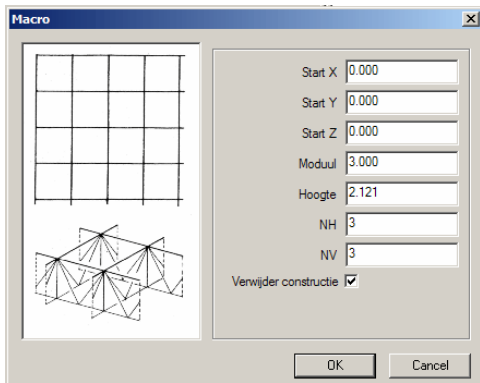 Macro
Start X 0.000
Start Y 0.000
Start Z 0.000
Moduul 3.000
Hoogte 2.121
NH 3
NV 3
Verwijder constructie
OK Cancel